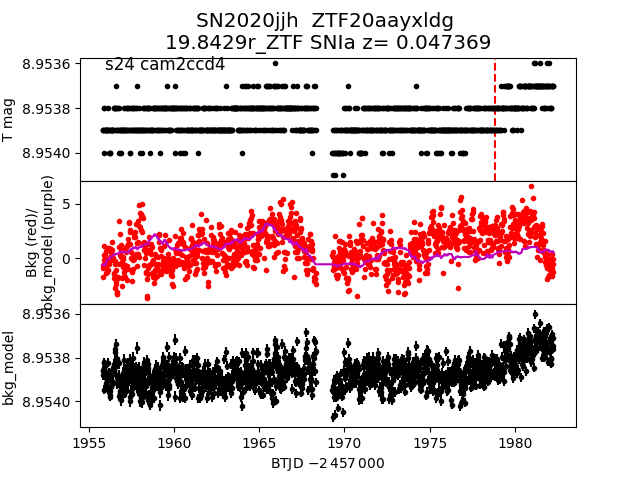 SN2020jjh  ZTF20aayxldg
19.8429r_ZTF SNIa z= 0.047369
s24 cam2ccd4
8.9536
8.9538
8.9540
T mag
5
0
Bkg (red)/
bkg_model (purple)
8.9536
8.9538
8.9540
bkg_model
1955
1960
1965
1970
1975
1980
BTJD −2 457 000